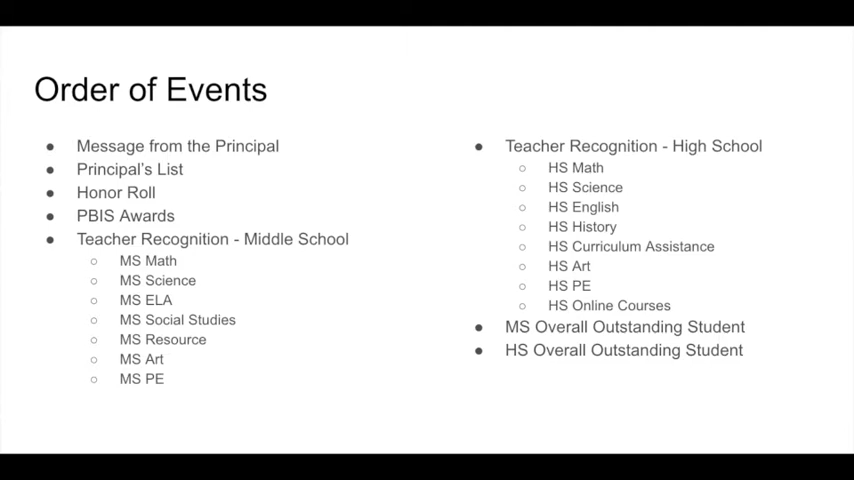 Order of Events
● Message from the Principal
● Principal's List
● Honor Roll
● PBIS Awards
● Teacher Recognition - Middle School
○ MS Math
○ MS Science
○ MS ELA
○ MS Social Studies
○ MS Resource
○ MS Art
○ MS PE
● Teacher Recognition - High School
○ HS Math
○ HS Science
○ HS English
○ HS History
○ HS Curriculum Assistance
○ HS Art
○ HS PE
○ HS Online Courses
● MS Overall Outstanding Student
● HS Overall Outstanding Student